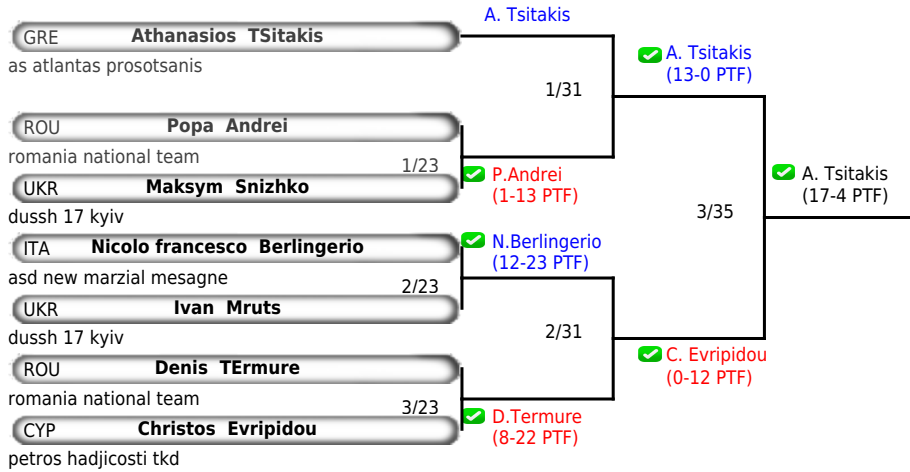 A. Tsitakis
GRE Athanasios TSitakis
as atlantas prosotsanis
1/31
A. Tsitakis
(13-0 PTF)
ROU Popa Andrei
romania national team
1/23
UKR Maksym Snizhko
dussh 17 kyiv
P.Andrei
(1-13 PTF)
3/35
A. Tsitakis
(17-4 PTF)
ITA Nicolo francesco Berlingerio
asd new marzial mesagne
2/23
N.Berlingerio
(12-23 PTF)
UKR Ivan Mruts
dussh 17 kyiv
2/31
C. Evripidou
(0-12 PTF)
ROU Denis TErmure
romania national team
3/23
CYP Christos Evripidou
petros hadjicosti tkd
D.Termure
(8-22 PTF)